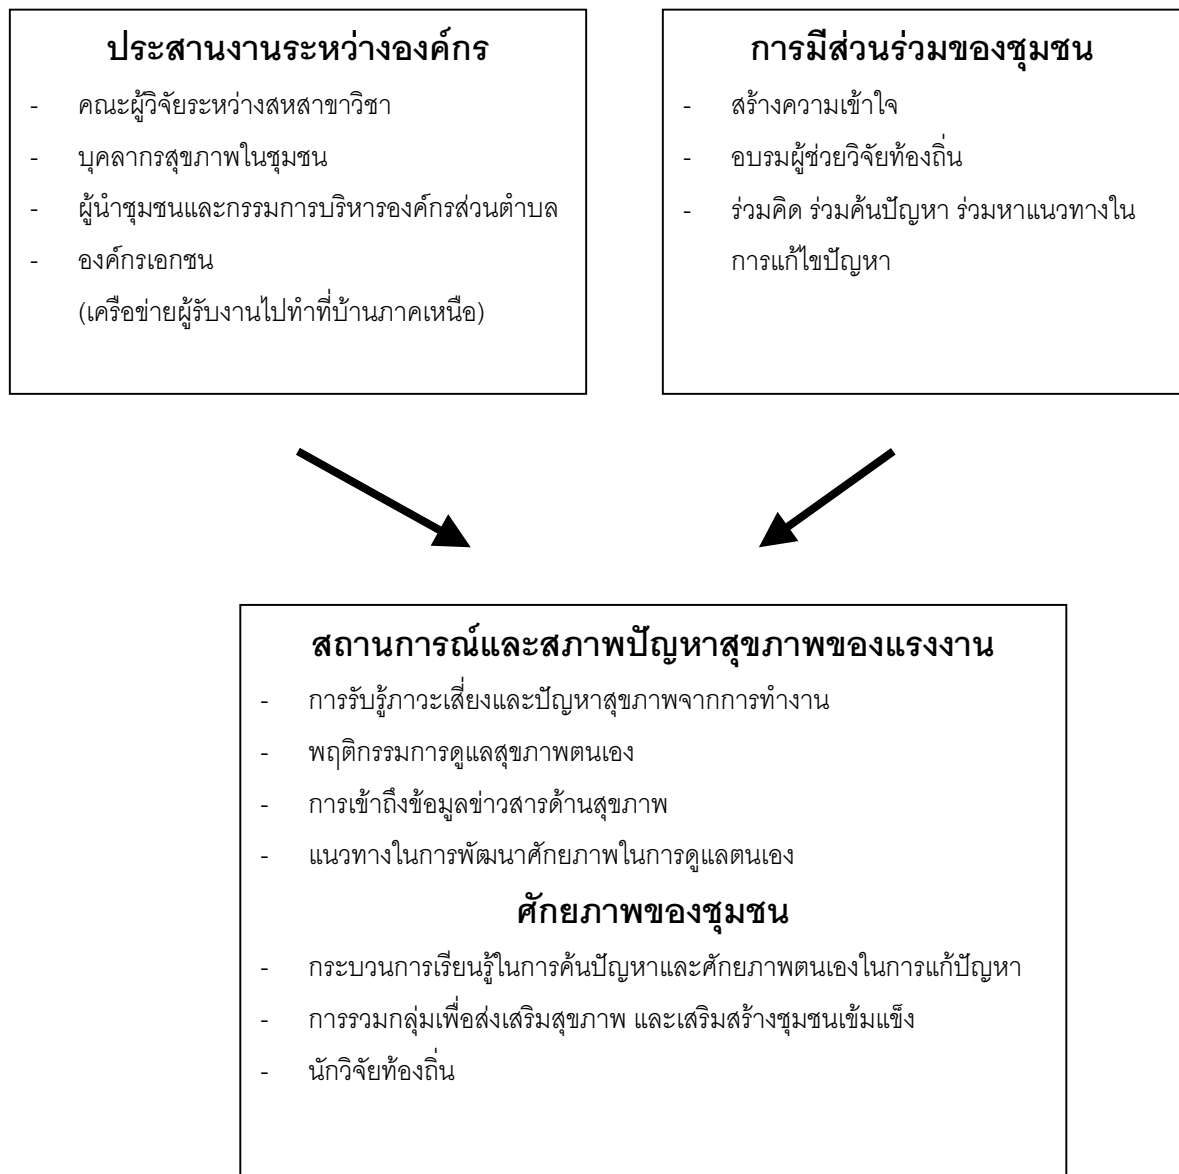 ประสานงานระหว่างองค์กร
- คณะผู้วิจัยระหว่างสหสาขาวิชา
- บุคลากรสุขภาพในชุมชน
- ผู้นำชุมชนและกรรมการบริหารองค์กรส่วนตำบล
- องค์กรเอกชน
(เครือข่ายผู้รับงานไปทำที่บ้านภาคเหนือ)
การมีส่วนร่วมของชุมชน
- สร้างความเข้าใจ
- อบรมผู้ช่วยวิจัยท้องถิ่น
- ร่วมคิด ร่วมค้นปัญหา ร่วมหาแนวทางใน
การแก้ไขปัญหา
สถานการณ์และสภาพปัญหาสุขภาพของแรงงาน
- การรับรู้ภาวะเสี่ยงและปัญหาสุขภาพจากการทำงาน
- พฤติกรรมการดูแลสุขภาพตนเอง
- การเข้าถึงข้อมูลข่าวสารด้านสุขภาพ
- แนวทางในการพัฒนาศักยภาพในการดูแลตนเอง
ศักยภาพของชุมชน
- กระบวนการเรียนรู้ในการค้นปัญหาและศักยภาพตนเองในการแก้ปัญหา
- การรวมกลุ่มเพื่อส่งเสริมสุขภาพ และเสริมสร้างชุมชนเข้มแข็ง
- นักวิจัยท้องถิ่น